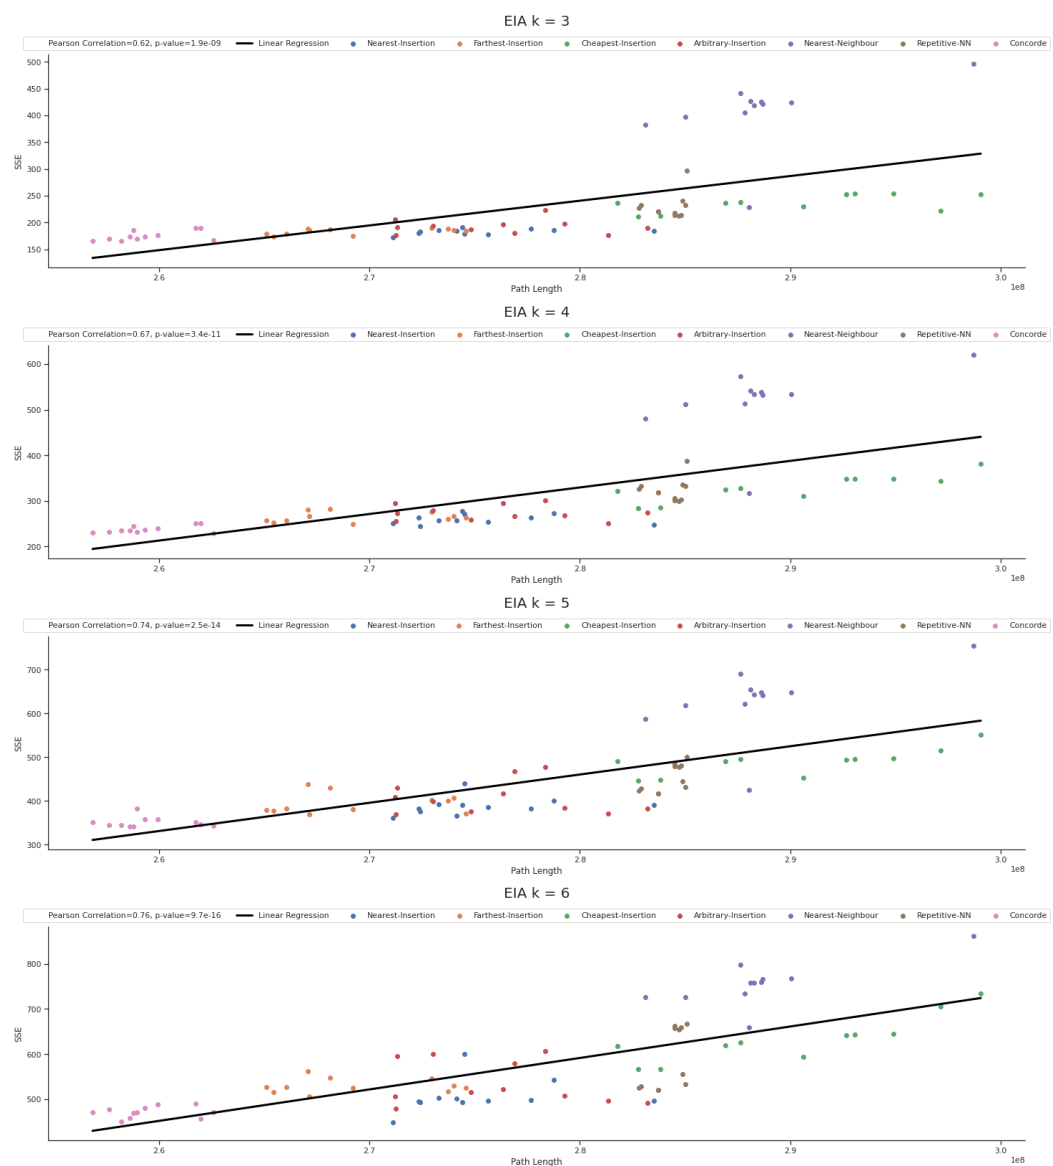 EIA k = 3
Pearson Correlation=0.62, p-value=1.9e-09 Linear Regression Nearest-Insertion Farthest-Insertion Cheapest-Insertion Arbitrary-Insertion Nearest-Neighbour Repetitive-NN Concorde
500
450
400
350
300
250
200
150
SSE
2.6 2.7 2.8 2.9 3.0
1e8
Path Length
EIA k = 4
Pearson Correlation=0.67, p-value=3.4e-11 Linear Regression Nearest-Insertion Farthest-Insertion Cheapest-Insertion Arbitrary-Insertion Nearest-Neighbour Repetitive-NN Concorde
600
500
400
300
200
SSE
2.6 2.7 2.8 2.9 3.0
1e8
Path Length
EIA k = 5
Pearson Correlation=0.74, p-value=2.5e-14 Linear Regression Nearest-Insertion Farthest-Insertion Cheapest-Insertion Arbitrary-Insertion Nearest-Neighbour Repetitive-NN Concorde
700
600
500
400
300
SSE
2.6 2.7 2.8 2.9 3.0
1e8
Path Length
EIA k = 6
Pearson Correlation=0.76, p-value=9.7e-16 Linear Regression Nearest-Insertion Farthest-Insertion Cheapest-Insertion Arbitrary-Insertion Nearest-Neighbour Repetitive-NN Concorde
800
700
600
500
SSE
2.6 2.7 2.8 2.9 3.0
1e8
Path Length